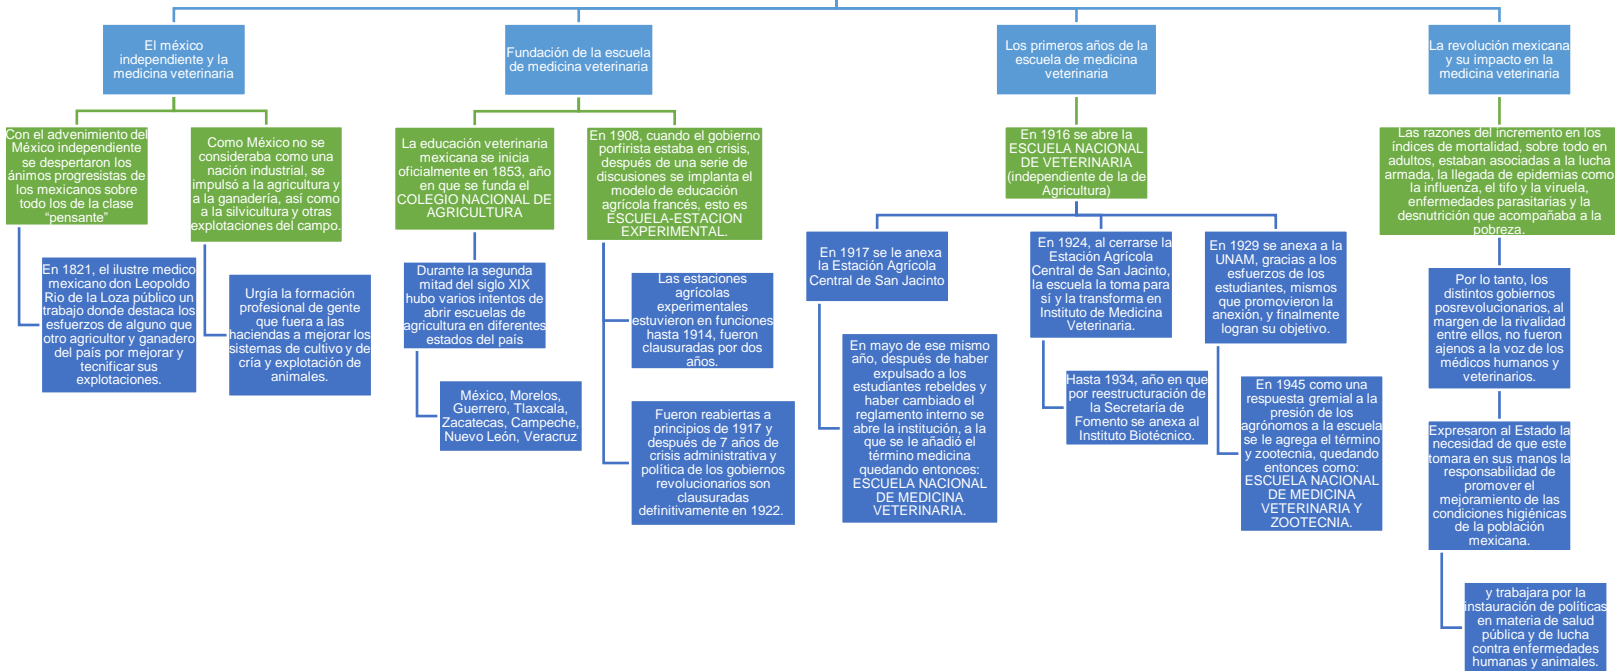 El méxico
independiente y la
medicina veterinaria
Con el advenimiento del
México independiente
se despertaron los
ánimos progresistas de
los mexicanos sobre
todo los de la clase
“pensante”
En 1821, el ilustre medico
mexicano don Leopoldo
Rio de la Loza público un
trabajo donde destaca los
esfuerzos de alguno que
otro agricultor y ganadero
del país por mejorar y
tecnificar sus
explotaciones.
Como México no se
consideraba como una
nación industrial, se
impulsó a la agricultura y
a la ganadería, así como
a la silvicultura y otras
explotaciones del campo.
Urgía la formación
profesional de gente
que fuera a las
haciendas a mejorar los
sistemas de cultivo y de
cría y explotación de
animales.
Fundación de la escuela
de medicina veterinaria
La educación veterinaria
mexicana se inicia
oficialmente en 1853, año
en que se funda el
COLEGIO NACIONAL DE
AGRICULTURA
Durante la segunda
mitad del siglo XIX
hubo varios intentos de
abrir escuelas de
agricultura en diferentes
estados del país
México, Morelos,
Guerrero, Tlaxcala,
Zacatecas, Campeche,
Nuevo León, Veracruz
En 1908, cuando el gobierno
porfirista estaba en crisis,
después de una serie de
discusiones se implanta el
modelo de educación
agrícola francés, esto es
ESCUELA-ESTACION
EXPERIMENTAL.
Las estaciones
agrícolas
experimentales
estuvieron en funciones
hasta 1914, fueron
clausuradas por dos
años.
Fueron reabiertas a
principios de 1917 y
después de 7 años de
crisis administrativa y
política de los gobiernos
revolucionarios son
clausuradas
definitivamente en 1922.
Los primeros años de la
escuela de medicina
veterinaria
En 1916 se abre la
ESCUELA NACIONAL
DE VETERINARIA
(independiente de la de
Agricultura)
En 1917 se le anexa
la Estación Agrícola
Central de San Jacinto
En mayo de ese mismo
año, después de haber
expulsado a los
estudiantes rebeldes y
haber cambiado el
reglamento interno se
abre la institución, a la
que se le añadió el
término medicina
quedando entonces:
ESCUELA NACIONAL
DE MEDICINA
VETERINARIA.
En 1924, al cerrarse la
Estación Agrícola
Central de San Jacinto,
la escuela la toma para
sí y la transforma en
Instituto de Medicina
Veterinaria.
Hasta 1934, año en que
por reestructuración de
la Secretaría de
Fomento se anexa al
Instituto Biotécnico.
En 1929 se anexa a la
UNAM, gracias a los
esfuerzos de los
estudiantes, mismos
que promovieron la
anexión, y finalmente
logran su objetivo.
En 1945 como una
respuesta gremial a la
presión de los
agrónomos a la escuela
se le agrega el término
y zootecnia, quedando
entonces como:
ESCUELA NACIONAL
DE MEDICINA
VETERINARIA Y
ZOOTECNIA.
La revolución mexicana
y su impacto en la
medicina veterinaria
Las razones del incremento en los
índices de mortalidad, sobre todo en
adultos, estaban asociadas a la lucha
armada, la llegada de epidemias como
la influenza, el tifo y la viruela,
enfermedades parasitarias y la
desnutrición que acompañaba a la
pobreza.
Por lo tanto, los
distintos gobiernos
posrevolucionarios, al
margen de la rivalidad
entre ellos, no fueron
ajenos a la voz de los
médicos humanos y
veterinarios.
Expresaron al Estado la
necesidad de que este
tomara en sus manos la
responsabilidad de
promover el
mejoramiento de las
condiciones higiénicas
de la población
mexicana.
y trabajara por la
instauración de políticas
en materia de salud
pública y de lucha
contra enfermedades
humanas y animales.